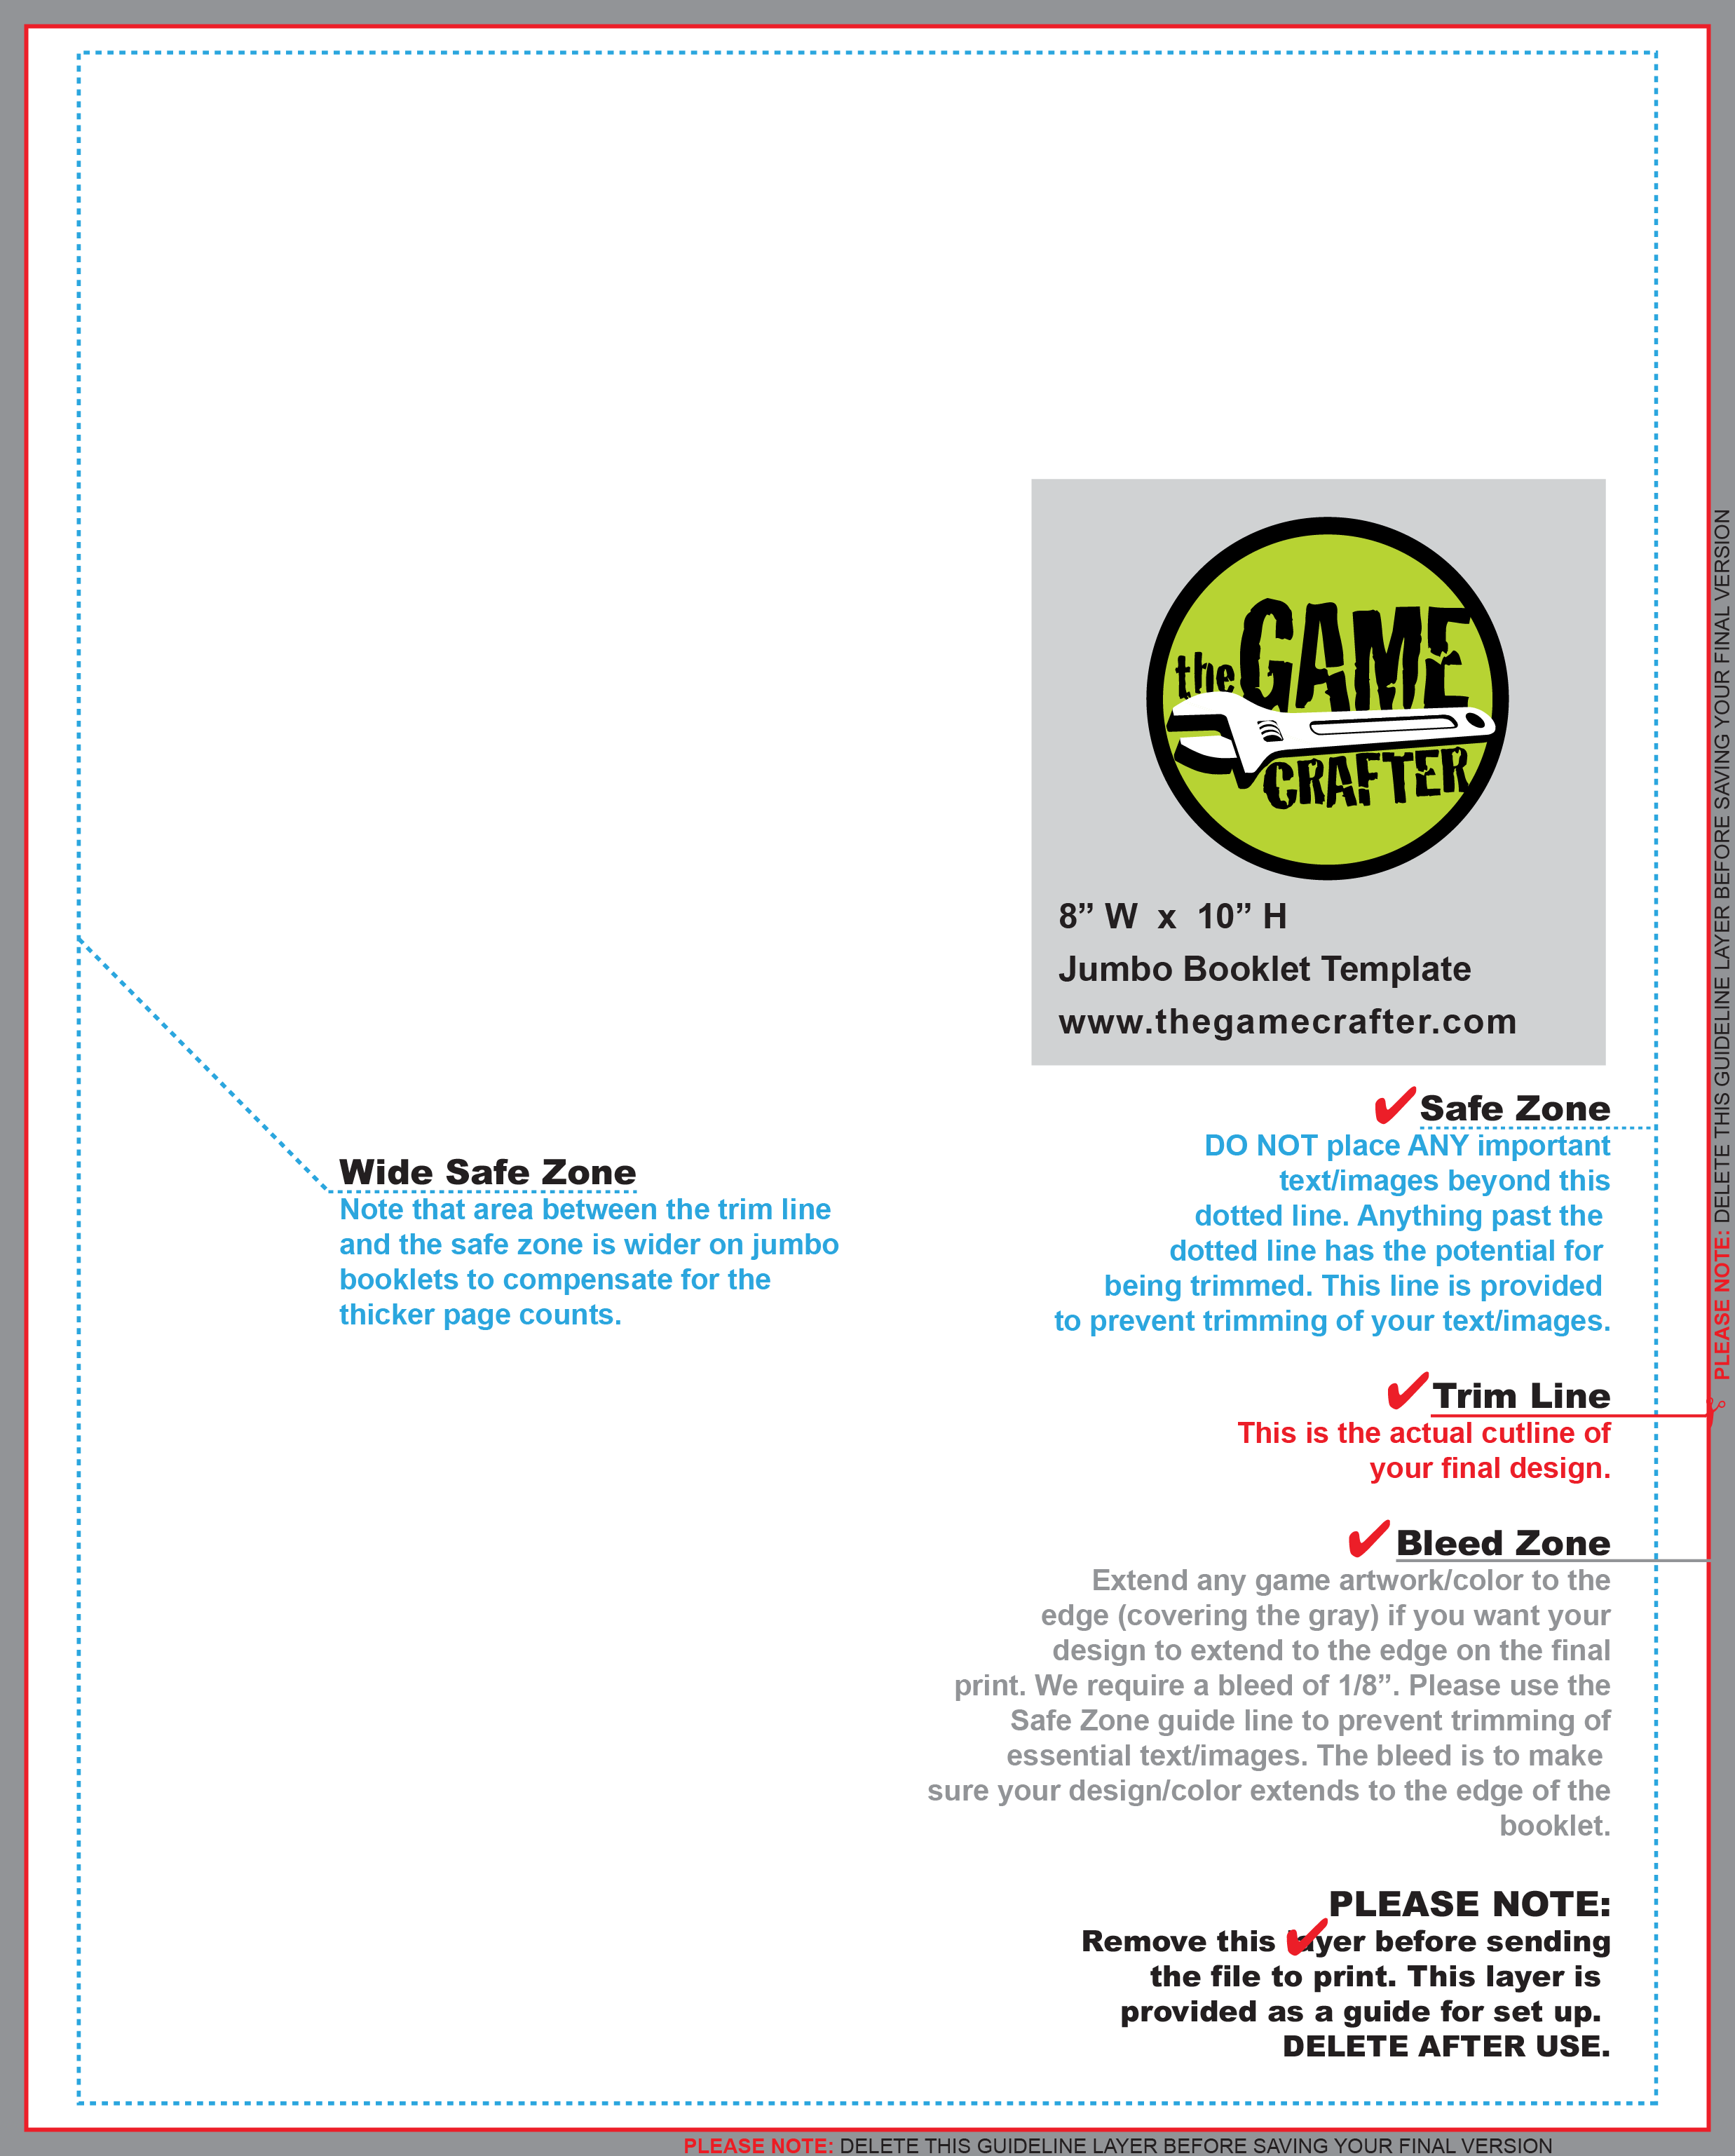 the GAME
CRAFTER
8” W x 10” H
Jumbo Booklet Template
www.thegamecrafter.com
Safe Zone
DO NOT place ANY important
text/images beyond this
dotted line. Anything past the
dotted line has the potential for
being trimmed. This line is provided
to prevent trimming of your text/images.
Wide Safe Zone
Note that area between the trim line
and the safe zone is wider on jumbo
booklets to compensate for the
thicker page counts.
Trim Line
This is the actual cutline of
your final design.
Bleed Zone
Extend any game artwork/color to the
edge (covering the gray) if you want your
design to extend to the edge on the final
print. We require a bleed of 1/8”. Please use the
Safe Zone guide line to prevent trimming of
essential text/images. The bleed is to make
sure your design/color extends to the edge of the
booklet.
PLEASE NOTE:
Remove this layer before sending
the file to print. This layer is
provided as a guide for set up.
DELETE AFTER USE.
PLEASE NOTE: DELETE THIS GUIDELINE LAYER BEFORE SAVING YOUR FINAL VERSION
PLEASE NOTE: DELETE THIS GUIDELINE LAYER BEFORE SAVING YOUR FINAL VERSION